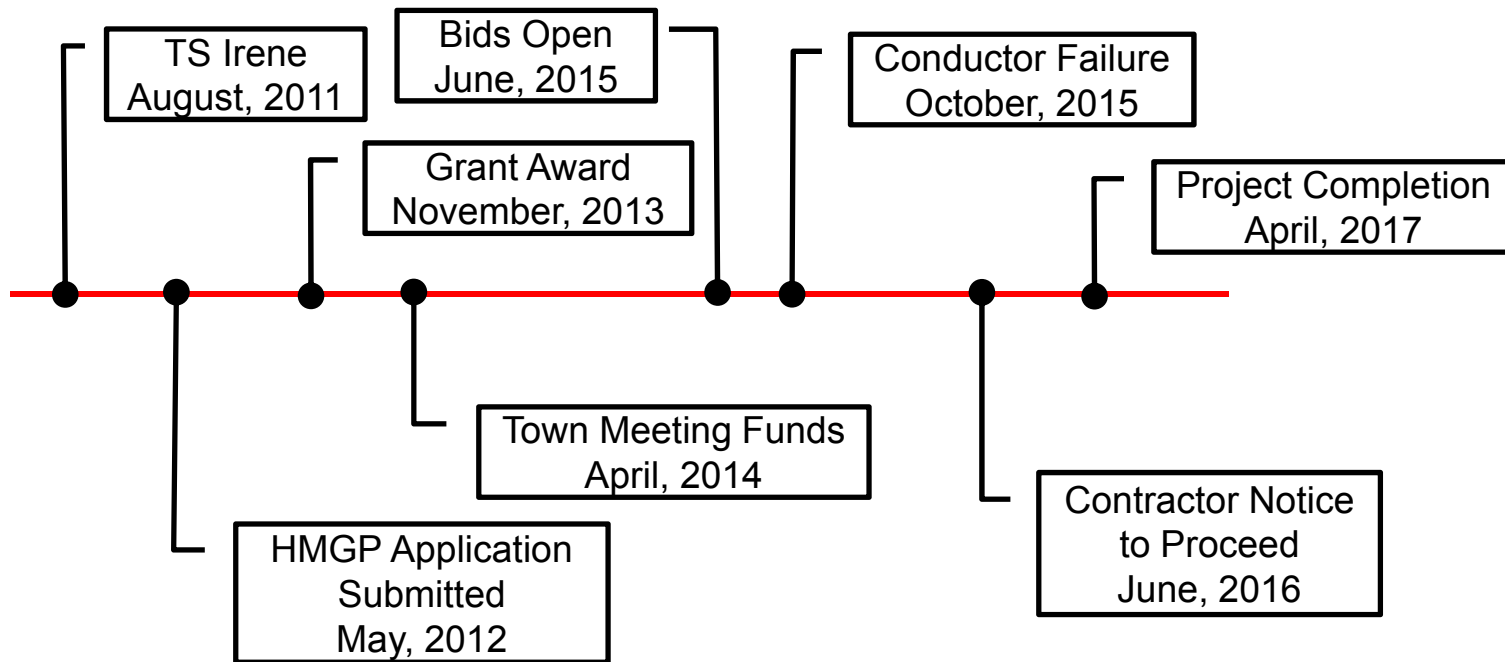 TS Irene
August, 2011
Bids Open
June, 2015
Conductor Failure
October, 2015
Grant Award
November, 2013
Project Completion
April, 2017
Town Meeting Funds
April, 2014
HMGP Application
Submitted
May, 2012
Contractor Notice
to Proceed
June, 2016